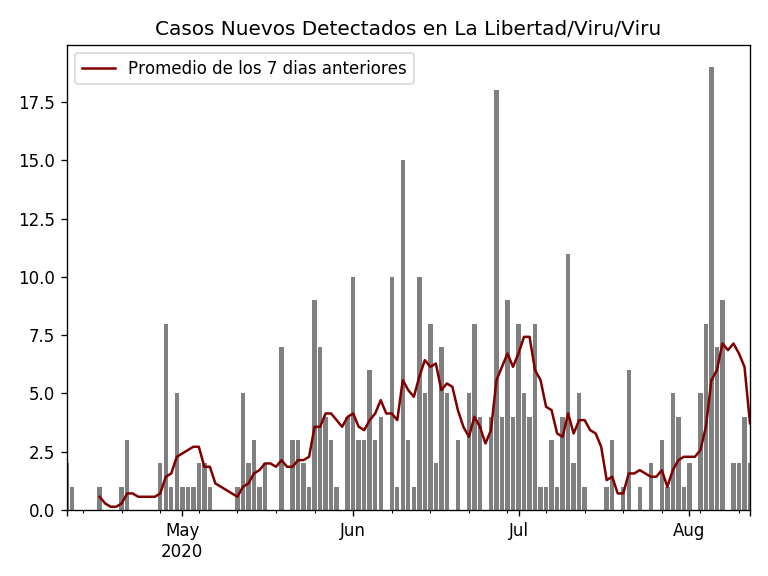 Casos Nuevos Detectados en La Libertad/Viru/Viru
Promedio de los 7 dias anteriores
17.5
15.0
12.5
10.0
7.5
5.0
2.5
0.0
May
2020
Jun
Jul
Aug